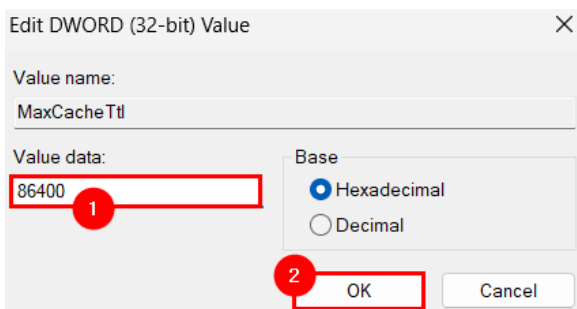 Edit DWORD (32-bit) Value
Value name:
MaxCacheTtl
Value data:
86400
1
Base
Hexadecimal
Decimal
2
OK
Cancel